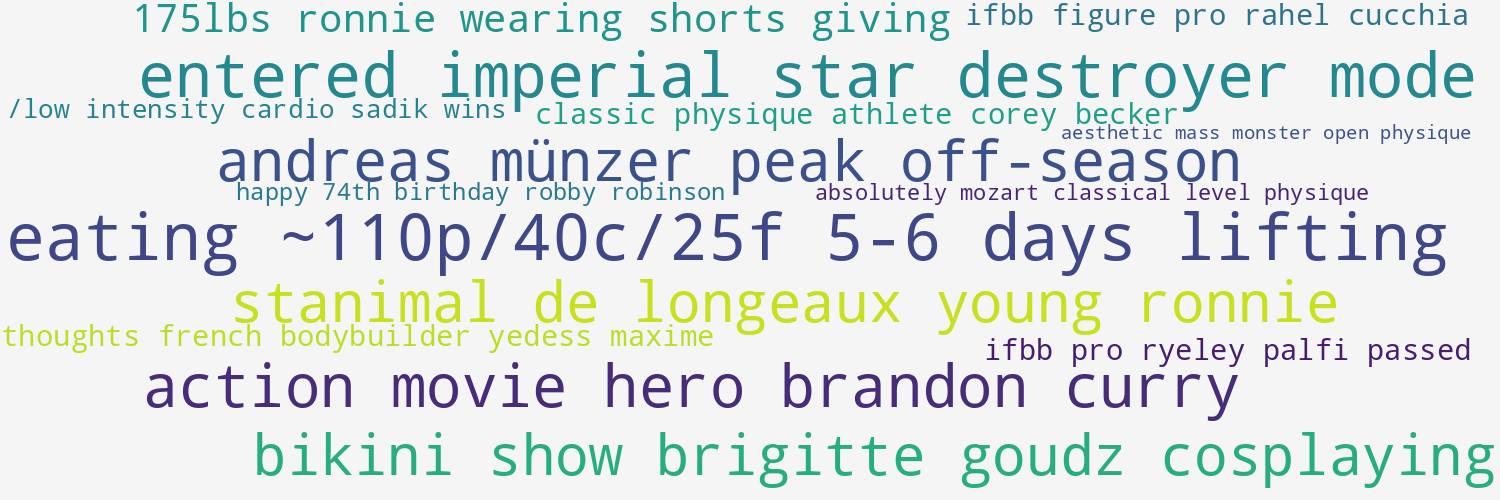 175lbs ronnie wearing shorts giving
ifbb figure pro rahel cucchia
entered imperial star destroyer mode
/low intensity cardio sadik wins
classic physique athlete corey becker
aesthetic mass monster open physique
andreas münzer peak off-season
happy 74th birthday robby robinson
absolutely mozart classical level physique
eating ~110p/40c/25f 5-6 days lifting
stanimal de longeaux young ronnie
thoughts french bodybuilder yedess maxime
ifbb pro ryeley palfi passed
action movie hero brandon curry
bikini show brigitte goudz cosplaying